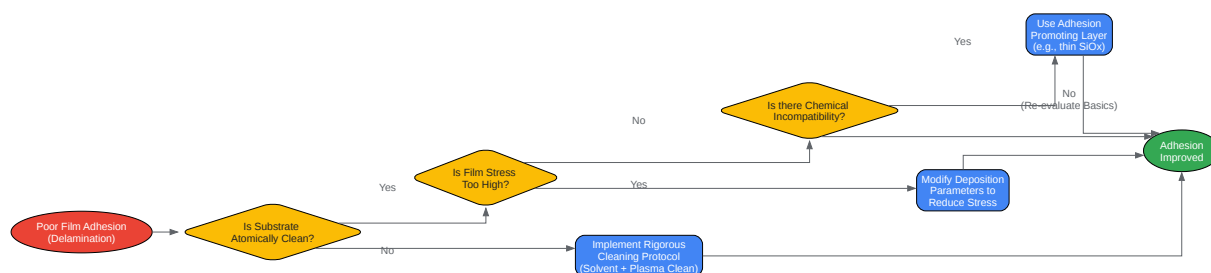 Poor Film Adhesion
(Delamination)
Is Substrate
Atomically Clean?
Yes
No
Is Film Stress
Too High?
No
Yes
Implement Rigorous
Cleaning Protocol
(Solvent + Plasma Clean)
Is there Chemical
Incompatibility?
Yes
No
(Re-evaluate Basics)
Modify Deposition
Parameters to
Reduce Stress
Use Adhesion
Promoting Layer
(e.g., thin SiOx)
Adhesion
Improved